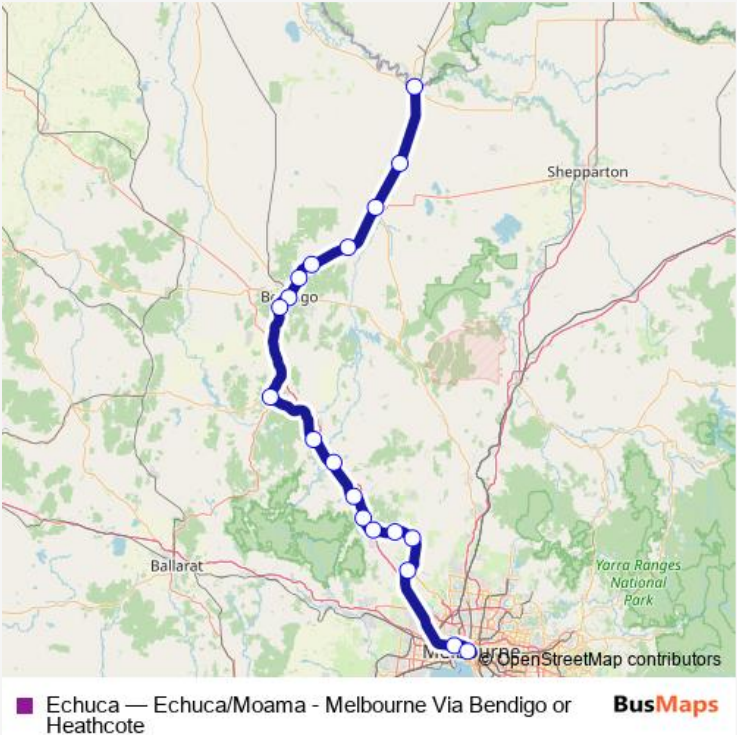 Shepparton
Bendigo
Ballarat
Yarra Ranges
National
Park
Melbourne
© OpenStreetMap contributors
Echuca — Echuca/Moama - Melbourne Via Bendigo or
Heathcote
BusMaps